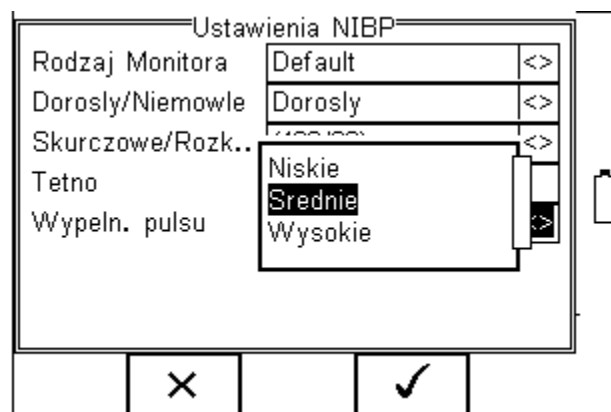 Ustawienia NIBP
Rodzaj Monitora Default <>
Dorosly/Niemowle Dorosly <>
Skurczowe/Rozk.. <>
Tetno
Niskie
Srednie
Wysokie
Wypeln. pulsu <>